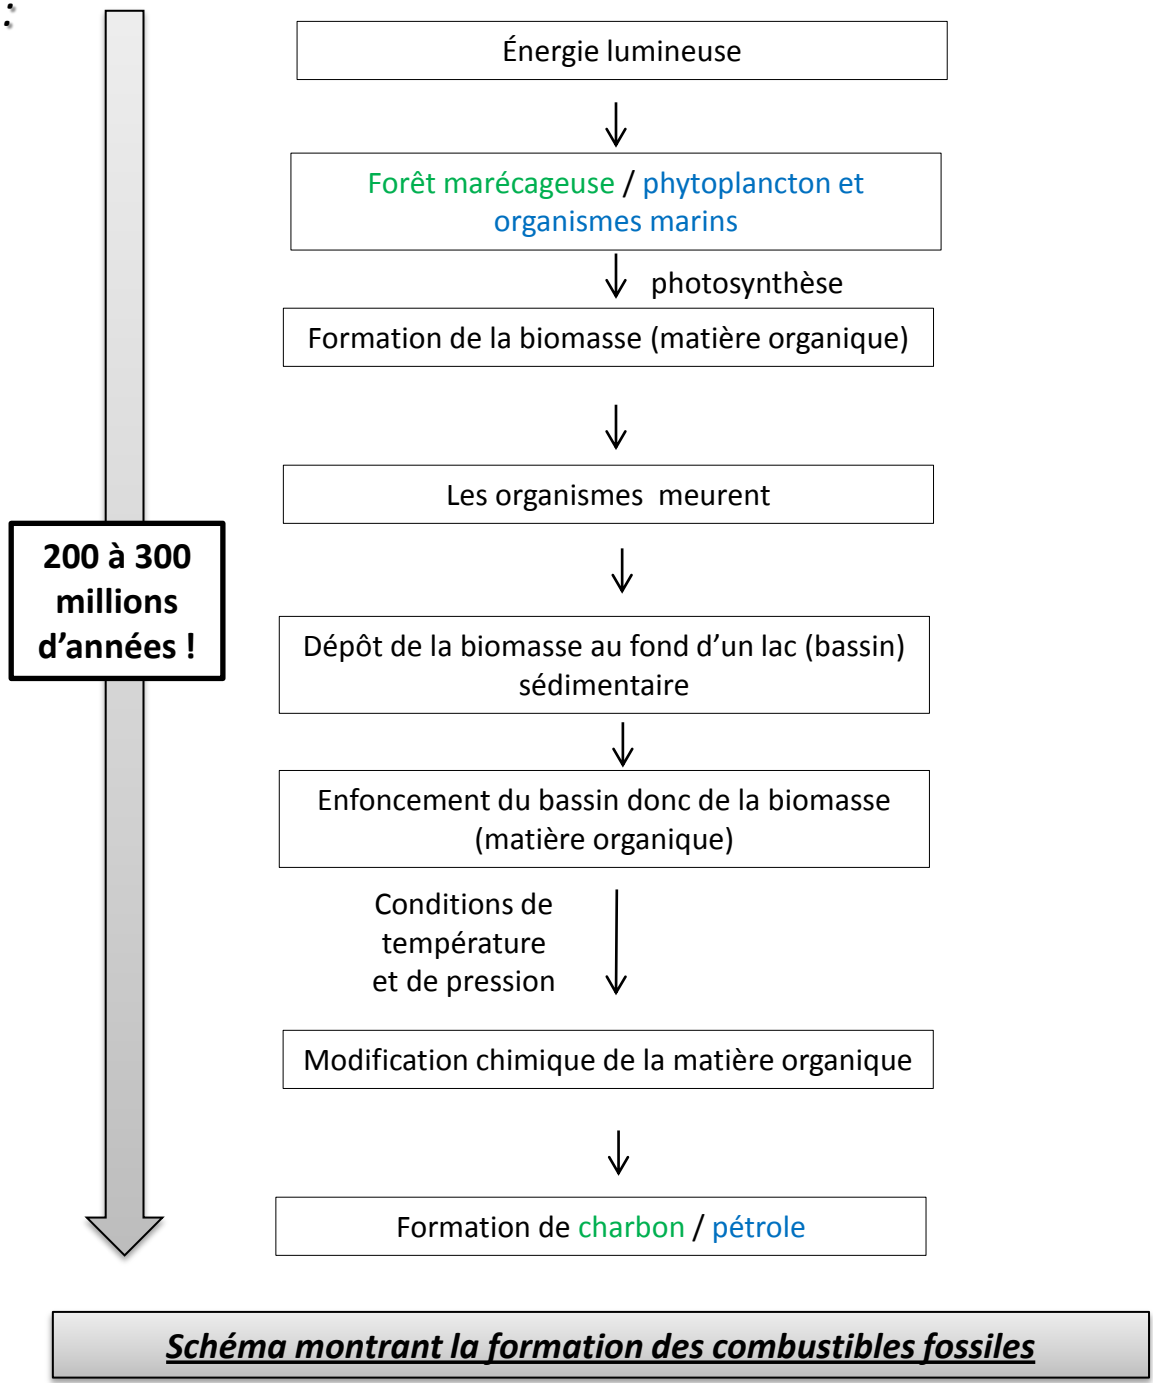 :
Énergie lumineuse
Forêt marécageuse / phytoplancton et
organismes marins
photosynthèse
Formation de la biomasse (matière organique)
Les organismes meurent
200 à 300
millions
d’années !
Dépôt de la biomasse au fond d’un lac (bassin)
sédimentaire
Enfoncement du bassin donc de la biomasse
(matière organique)
Conditions de
température
et de pression
Modification chimique de la matière organique
Formation de charbon / pétrole
Schéma montrant la formation des combustibles fossiles